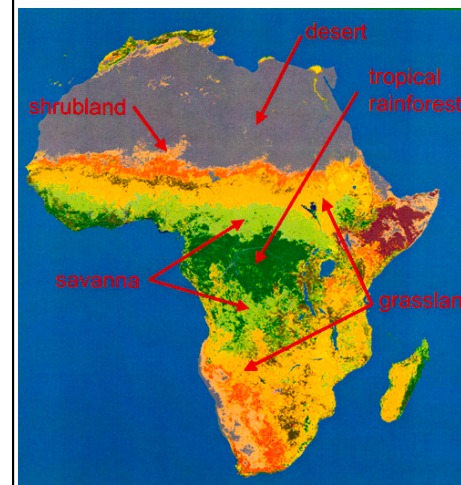 desert
tropical
rainforest
shrubland
savanna
grasslan